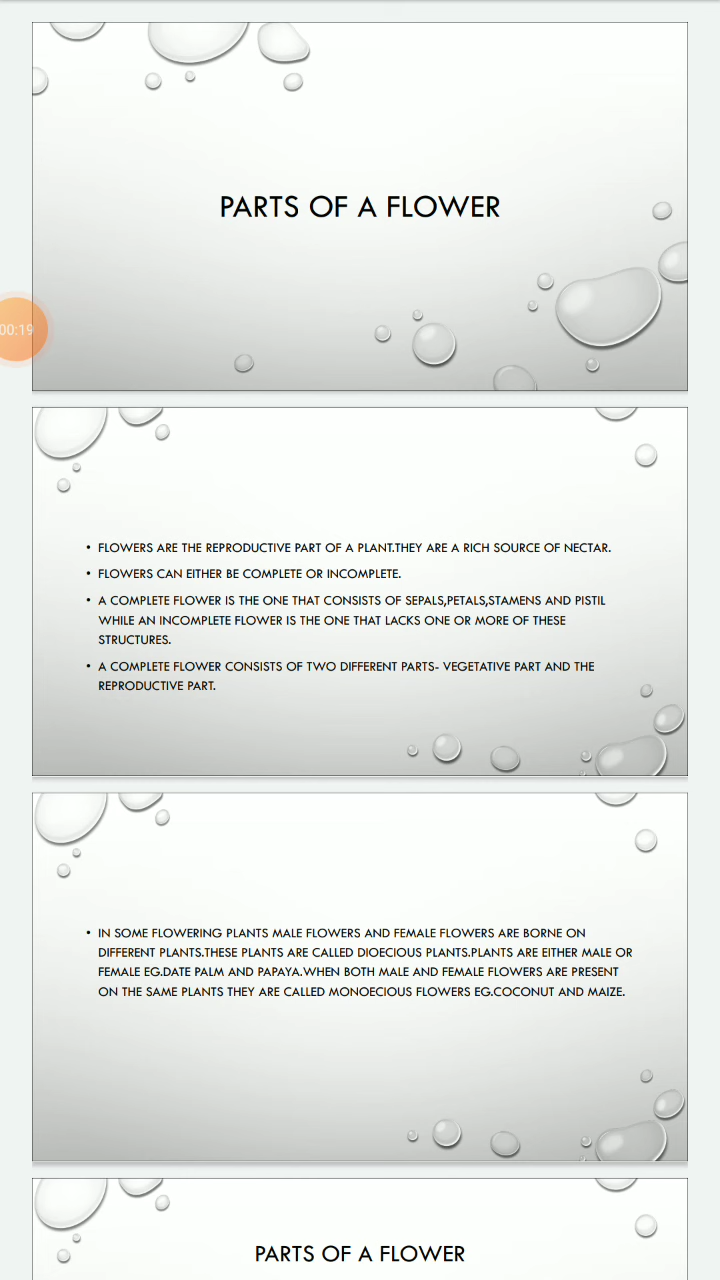 PARTS OF A FLOWER
00:19
• FLOWERS ARE THE REPRODUCTIVE PART OF A PLANT.THEY ARE A RICH SOURCE OF NECTAR.
• FLOWERS CAN EITHER BE COMPLETE OR INCOMPLETE.
• A COMPLETE FLOWER IS THE ONE THAT CONSISTS OF SEPALS,PETALS,STAMENS AND PISTIL
WHILE AN INCOMPLETE FLOWER IS THE ONE THAT LACKS ONE OR MORE OF THESE
STRUCTURES.
• A COMPLETE FLOWER CONSISTS OF TWO DIFFERENT PARTS- VEGETATIVE PART AND THE
REPRODUCTIVE PART.
• IN SOME FLOWERING PLANTS MALE FLOWERS AND FEMALE FLOWERS ARE BORNE ON
DIFFERENT PLANTS.THESE PLANTS ARE CALLED DIOECIOUS PLANTS.PLANTS ARE EITHER MALE OR
FEMALE EG.DATE PALM AND PAPAYA.WHEN BOTH MALE AND FEMALE FLOWERS ARE PRESENT
ON THE SAME PLANTS THEY ARE CALLED MONOECIOUS FLOWERS EG.COCONUT AND MAIZE.
PARTS OF A FLOWER